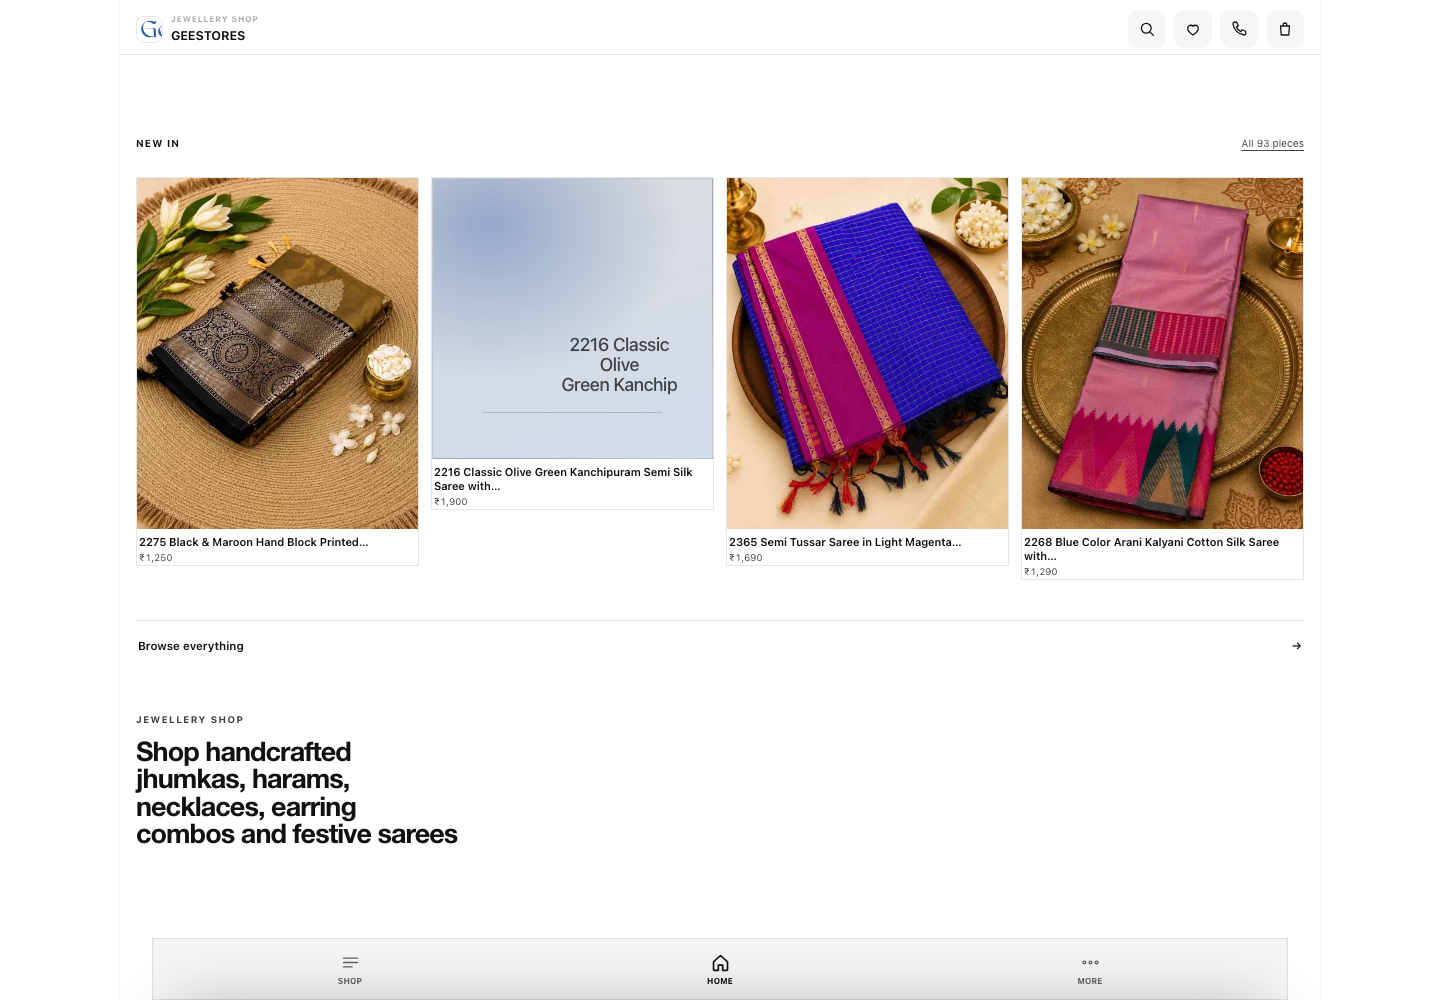 JEWELLERY SHOP
GEESTORES
NEW IN
All 93 pieces
2216 Classic
Olive
Green Kanchip
2275 Black & Maroon Hand Block Printed...
₹1,250
2216 Classic Olive Green Kanchipuram Semi Silk
Saree with...
₹1,900
2365 Semi Tussar Saree in Light Magenta...
₹1,690
2268 Blue Color Arani Kalyani Cotton Silk Saree
with...
₹1,290
Browse everything
JEWELLERY SHOP
Shop handcrafted
jhumkas, harams,
necklaces, earring
combos and festive sarees
SHOP
HOME
MORE